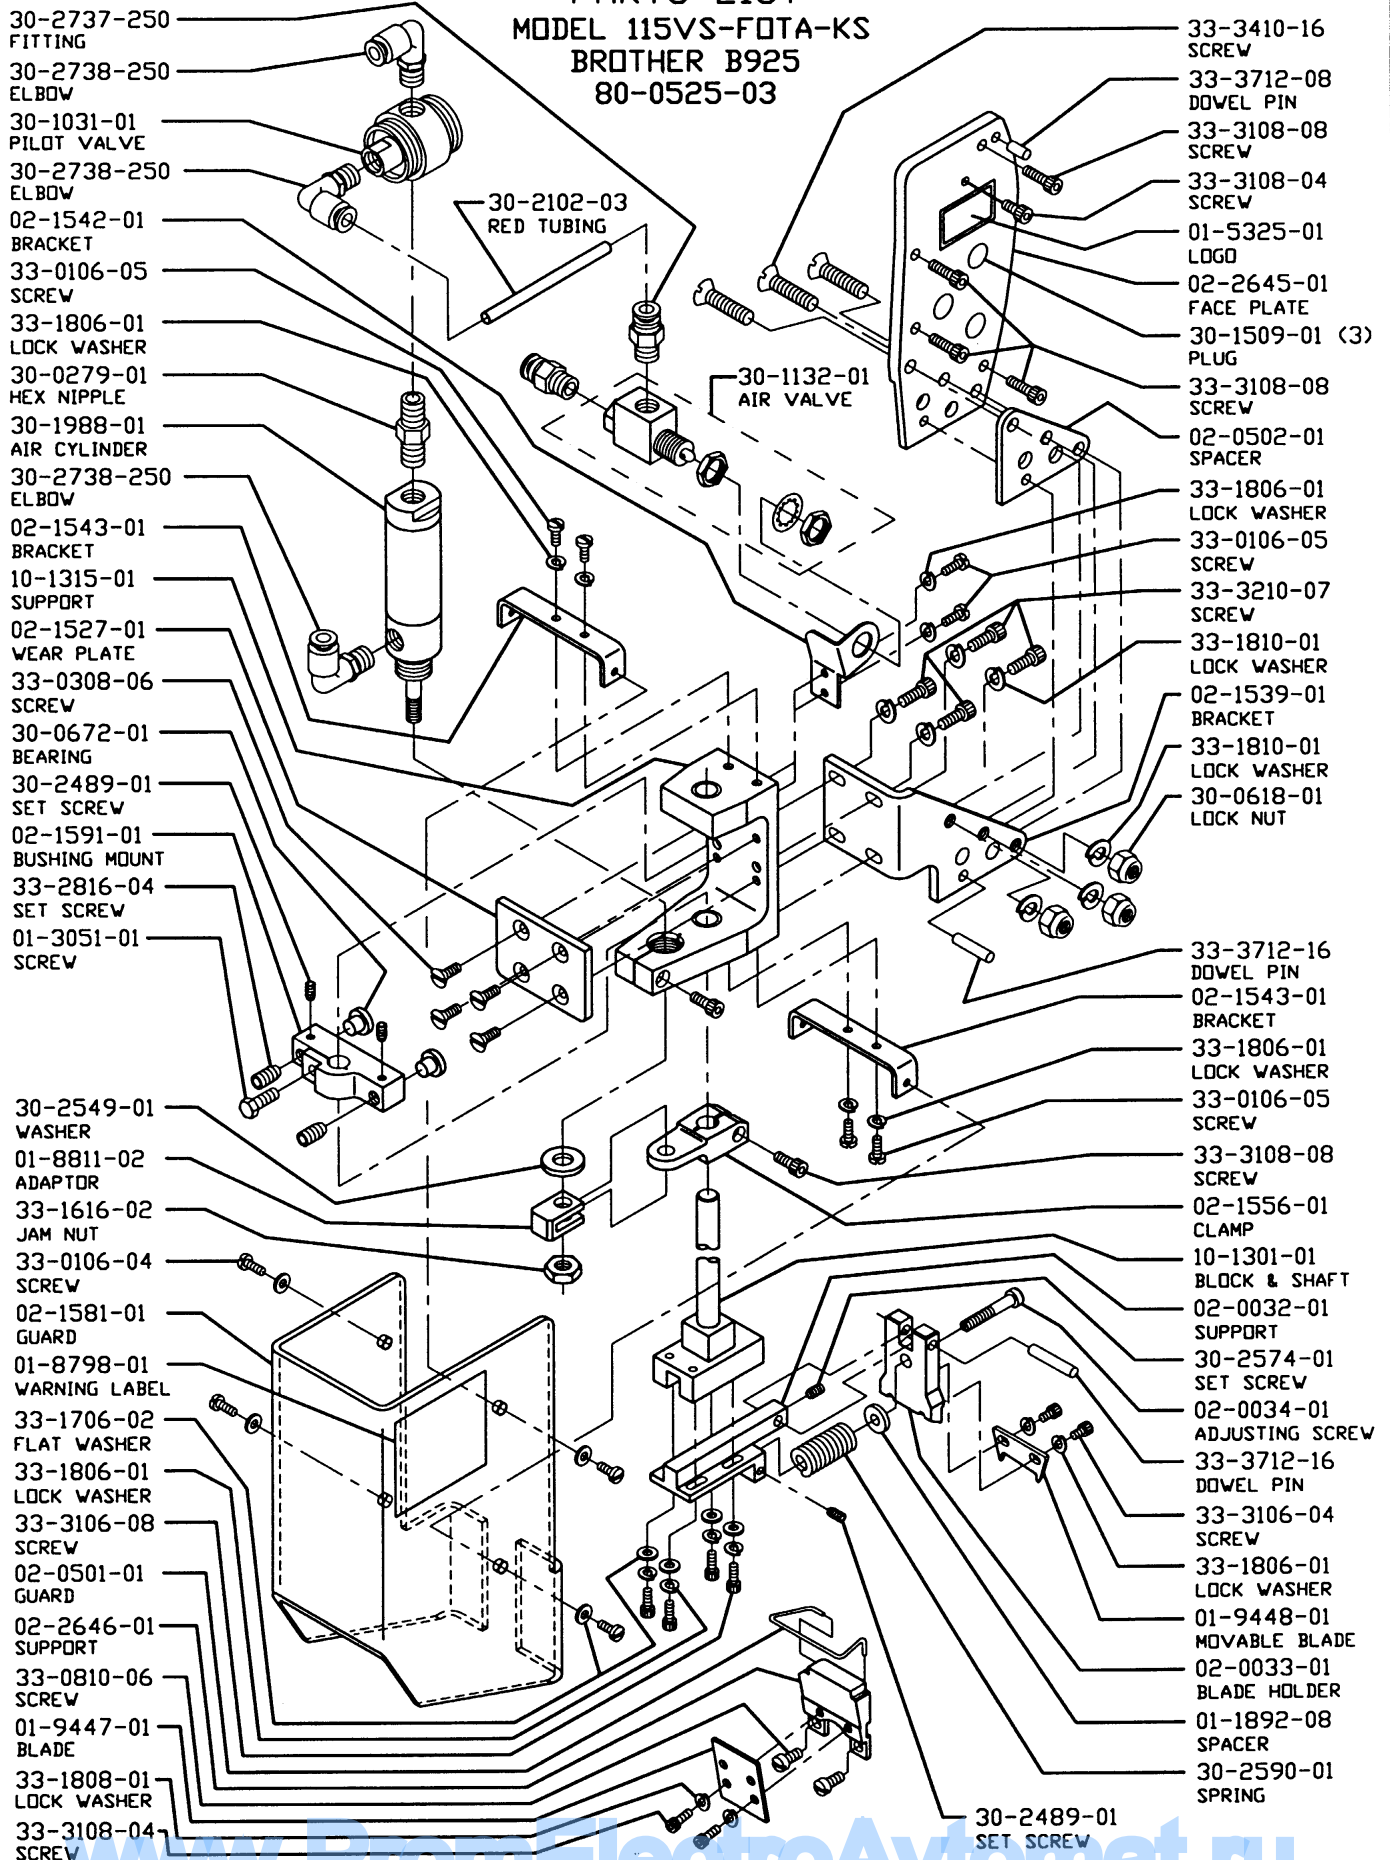 PARTS LIST
MODEL 115VS-FOTA-KS
BROTHER B925
80-0525-03
30-2737-250
FITTING
30-2738-250
ELBOW
30-1031-01
PILOT VALVE
30-2738-250
ELBOW
02-1542-01
BRACKET
33-0106-05
SCREW
33-1806-01
LOCK WASHER
30-0279-01
HEX NIPPLE
30-1988-01
AIR CYLINDER
30-2738-250
ELBOW
02-1543-01
BRACKET
10-1315-01
SUPPORT
02-1527-01
WEAR PLATE
33-0308-06
SCREW
30-0672-01
BEARING
30-2489-01
SET SCREW
02-1591-01
BUSHING MOUNT
33-2816-04
SET SCREW
01-3051-01
SCREW
30-2549-01
WASHER
01-8811-02
ADAPTOR
33-1616-02
JAM NUT
33-0106-04
SCREW
02-1581-01
GUARD
01-8798-01
WARNING LABEL
33-1706-02
FLAT WASHER
33-1806-01
LOCK WASHER
33-3106-08
SCREW
02-0501-01
GUARD
02-2646-01
SUPPORT
33-0810-06
SCREW
01-9447-01
BLADE
33-1808-01
LOCK WASHER
33-3108-04
SCREW
30-2102-03
RED TUBING
30-1132-01
AIR VALVE
33-3410-16
SCREW
33-3712-08
DOWEL PIN
33-3108-08
SCREW
33-3108-04
SCREW
01-5325-01
LOGO
02-2645-01
FACE PLATE
30-1509-01 (3)
PLUG
33-3108-08
SCREW
02-0502-01
SPACER
33-1806-01
LOCK WASHER
33-0106-05
SCREW
33-3210-07
SCREW
33-1810-01
LOCK WASHER
02-1539-01
BRACKET
33-1810-01
LOCK WASHER
30-0618-01
LOCK NUT
33-3712-16
DOWEL PIN
02-1543-01
BRACKET
33-1806-01
LOCK WASHER
33-0106-05
SCREW
33-3108-08
SCREW
02-1556-01
CLAMP
10-1301-01
BLOCK & SHAFT
02-0032-01
SUPPORT
30-2574-01
SET SCREW
02-0034-01
ADJUSTING SCREW
33-3712-16
DOWEL PIN
33-3106-04
SCREW
33-1806-01
LOCK WASHER
01-9448-01
MOVABLE BLADE
02-0033-01
BLADE HOLDER
01-1892-08
SPACER
30-2590-01
SPRING
30-2489-01
SET SCREW
www.PromElectroAvtomat.ru